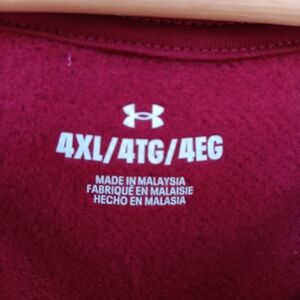 4XL/4TG/4EG
MADE IN MALAYSIA
FABRIQUÉ EN MALAISIE
HECHO EN MALASIA